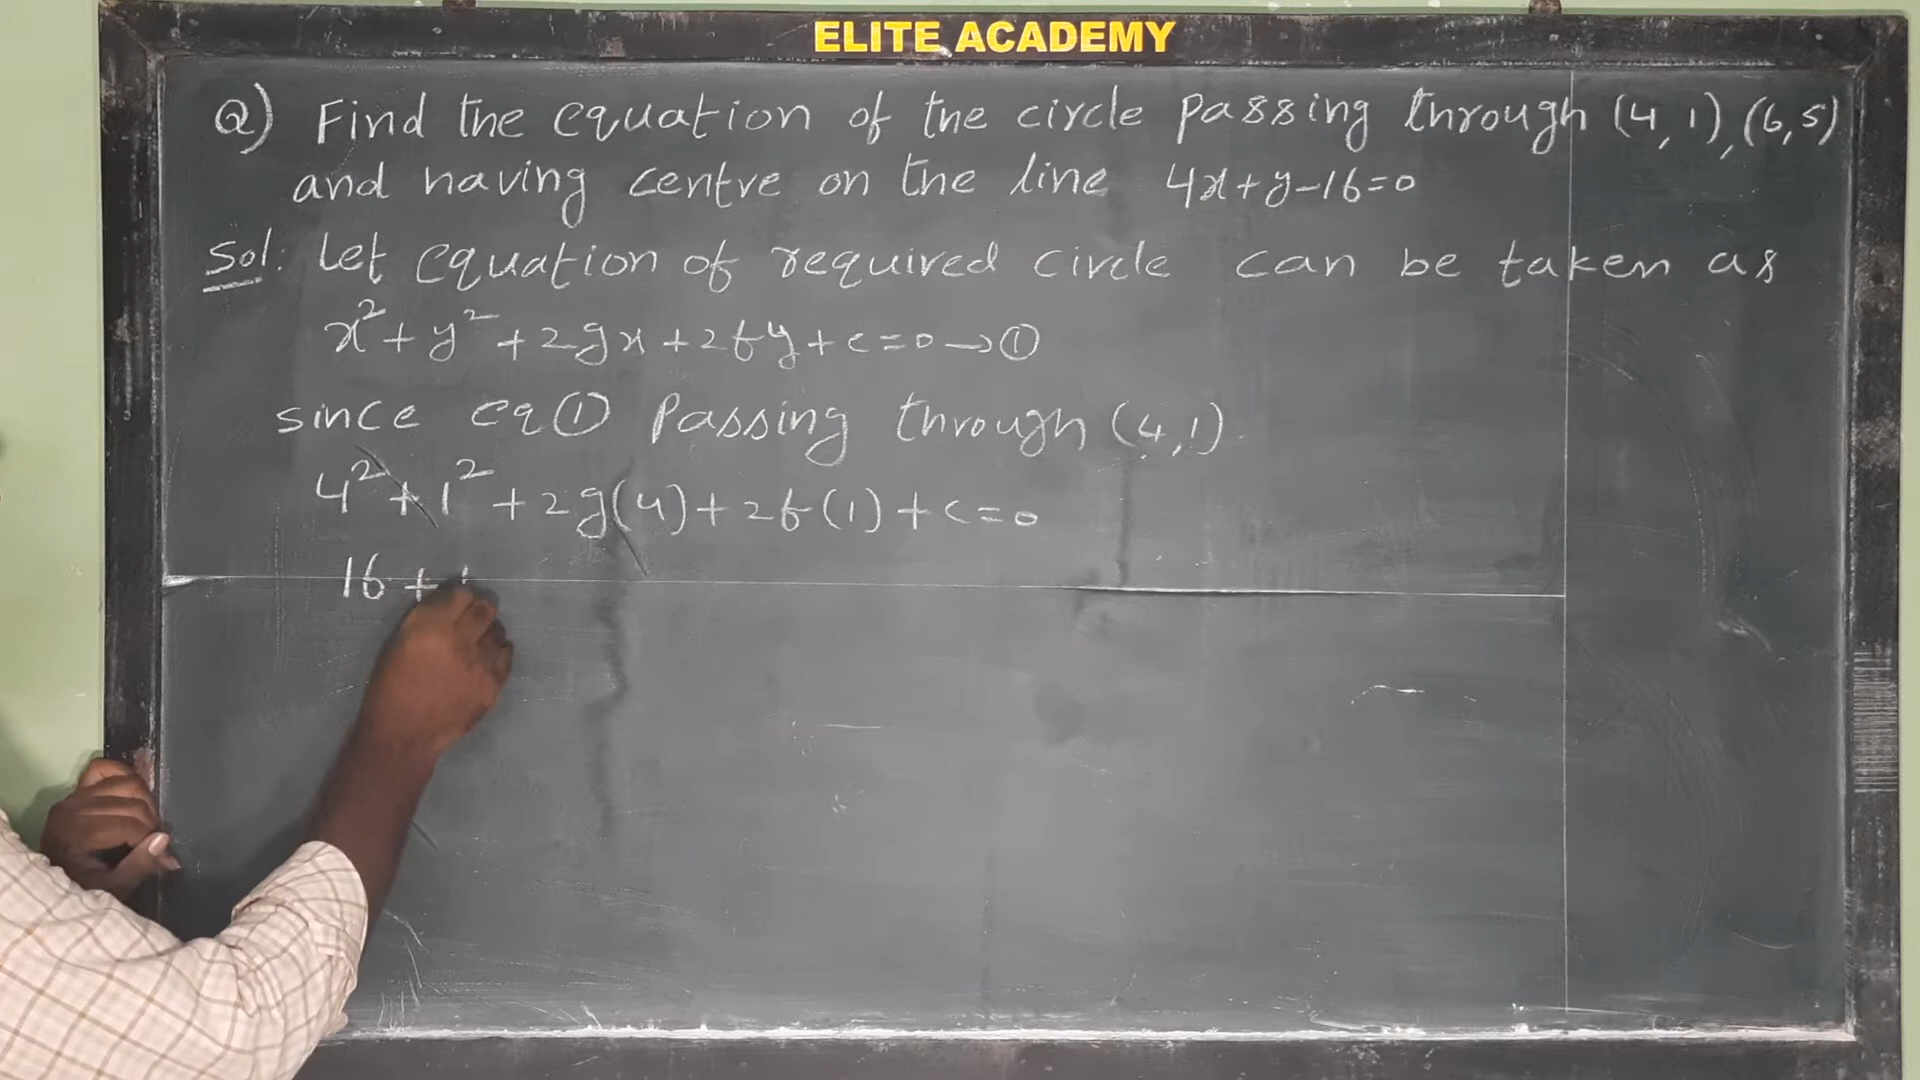 ELITE ACADEMY
Q) Find the equation of the circle passing through (4,1),(6,5)
and having centre on the line 4x+y-16=0
Sol: Let equation of required circle can be taken as
x²+y²+2gx+2fy+c=0→①
since eq① Passing through (4,1).
4²+1²+2g(4)+2f(1)+c=0
16+1